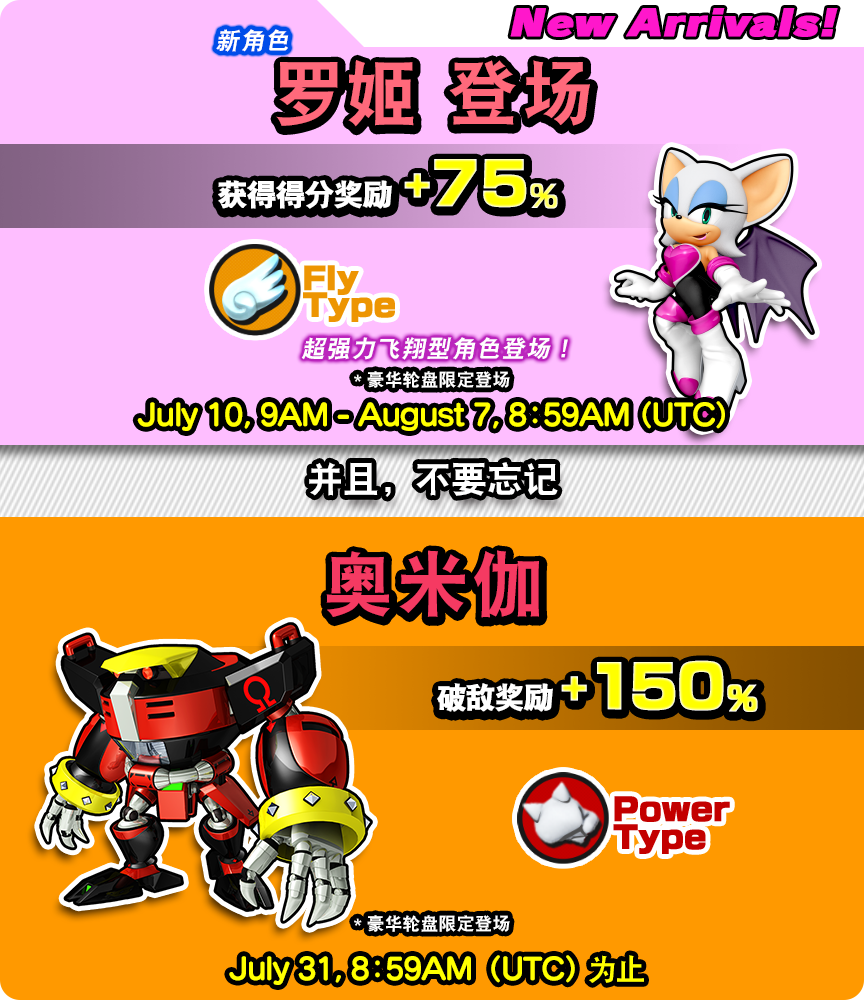 New Arrivals!
新角色
罗姬 登场
获得得分奖励 +75%
Fly
Type
超强力飞翔型角色登场！
* 豪华轮盘限定登场
July 10, 9AM - August 7, 8:59AM (UTC)
并且，不要忘记
奥米伽
Ω
破敌奖励 +150%
Power
Type
* 豪华轮盘限定登场
July 31, 8:59AM (UTC) 为止